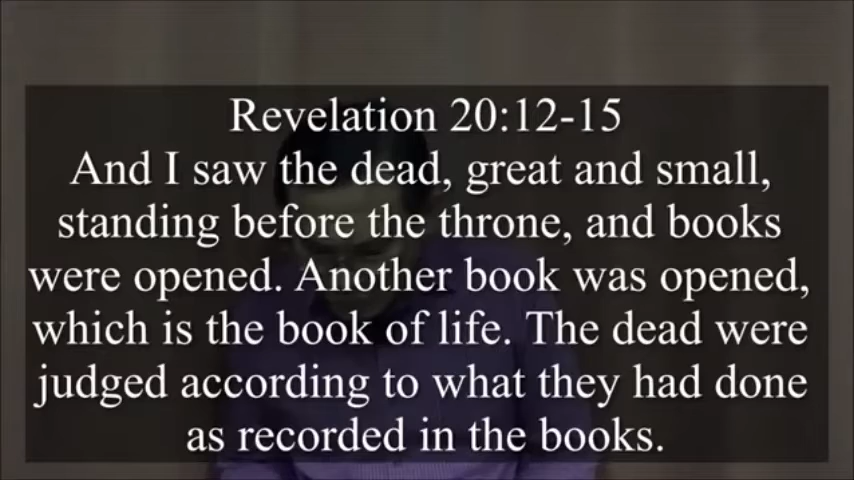 Revelation 20:12-15
And I saw the dead, great and small,
standing before the throne, and books
were opened. Another book was opened,
which is the book of life. The dead were
judged according to what they had done
as recorded in the books.